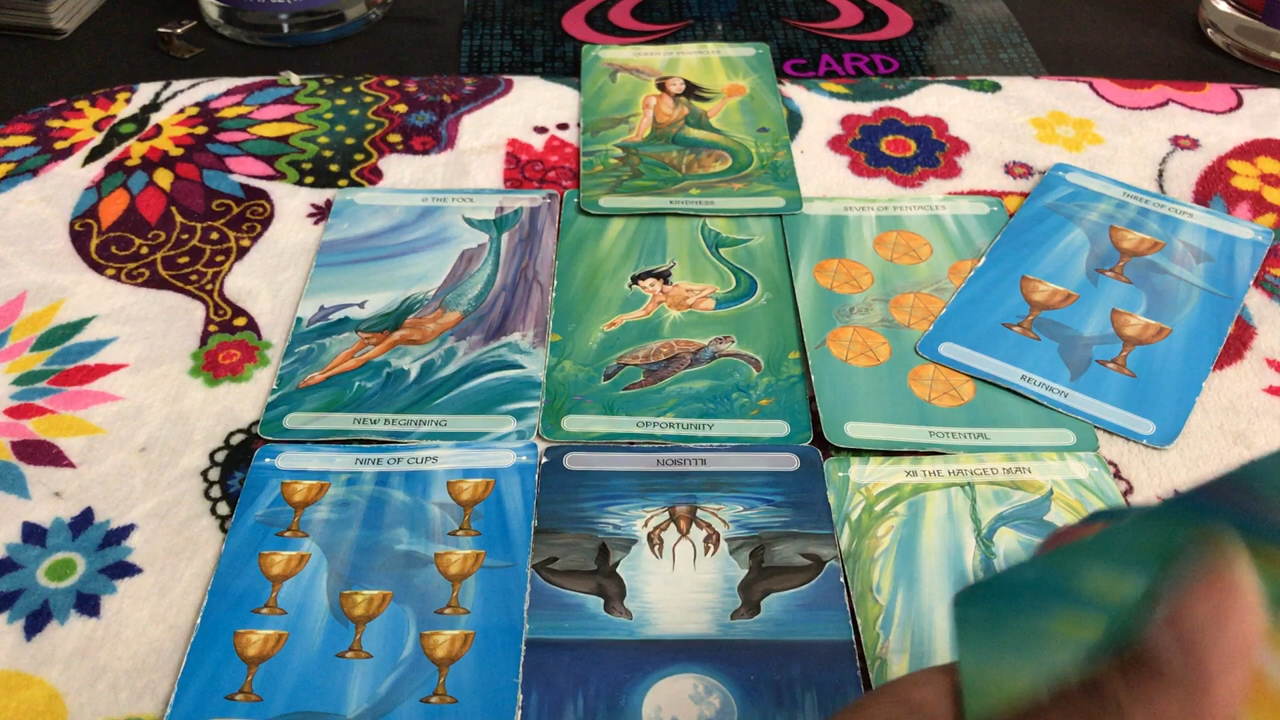 CARD
QUEEN OF PENTACLES
KINDNESS
0 THE FOOL
NEW BEGINNING
OPPORTUNITY
SEVEN OF PENTACLES
POTENTIAL
THREE OF CUPS
REUNION
NINE OF CUPS
ILLUSION
XII THE HANGED MAN